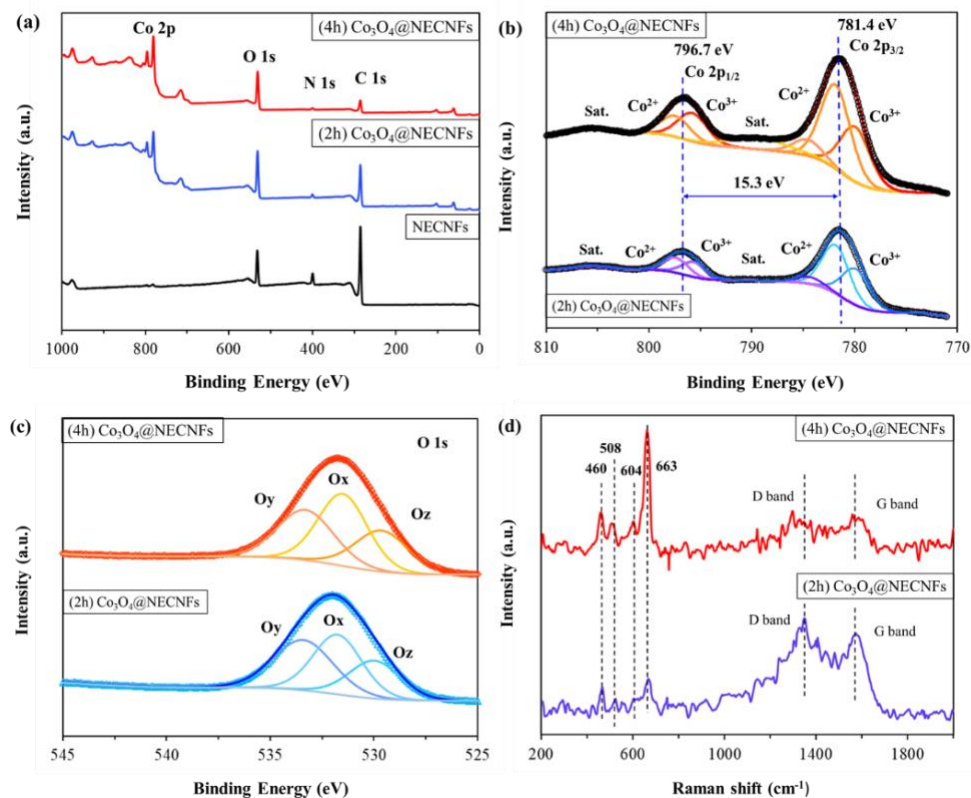 (a)
(4h) Co₃O₄@NECNFs
Co 2p
O 1s
N 1s
C 1s
(2h) Co₃O₄@NECNFs
NECNFs
Intensity (a.u.)
1000 800 600 400 200 0
Binding Energy (eV)
(b)
(4h) Co₃O₄@NECNFs
781.4 eV
796.7 eV
Co 2p₃/₂
Co 2p₁/₂
Co²⁺
Sat.
Co²⁺
Co³⁺
Sat.
Co³⁺
15.3 eV
Sat.
Co²⁺
Co³⁺
Sat.
Co²⁺
Co³⁺
(2h) Co₃O₄@NECNFs
Intensity (a.u.)
810 800 790 780 770
Binding Energy (eV)
(c)
(4h) Co₃O₄@NECNFs
O 1s
Oy
Ox
Oz
(2h) Co₃O₄@NECNFs
Oy
Ox
Oz
Intensity (a.u.)
545 540 535 530 525
Binding Energy (eV)
(d)
(4h) Co₃O₄@NECNFs
460
508
604
663
D band
G band
(2h) Co₃O₄@NECNFs
D band
G band
Intensity (a.u.)
200 600 1000 1400 1800
Raman shift (cm⁻¹)